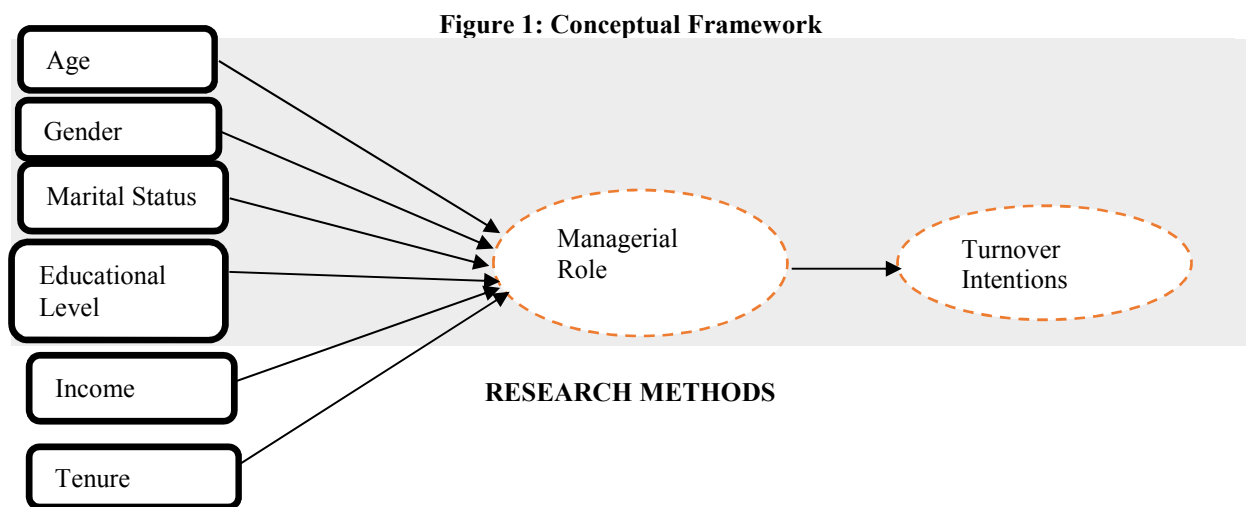 Figure 1: Conceptual Framework
Age
Gender
Marital Status
Educational
Level
Income
Tenure
Managerial
Role
Turnover
Intentions
RESEARCH METHODS